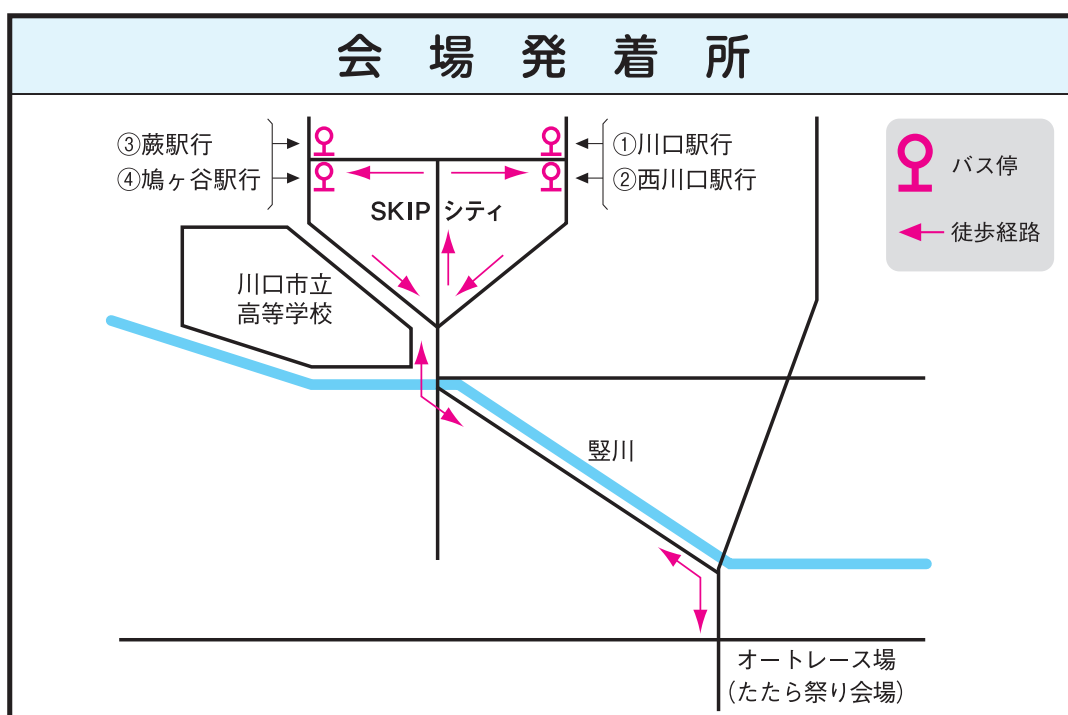 会場発着所
③蕨駅行
④鳩ヶ谷駅行
①川口駅行
②西川口駅行
バス停
徒歩経路
SKIP シティ
川口市立
高等学校
竪川
オートレース場
(たたら祭り会場)